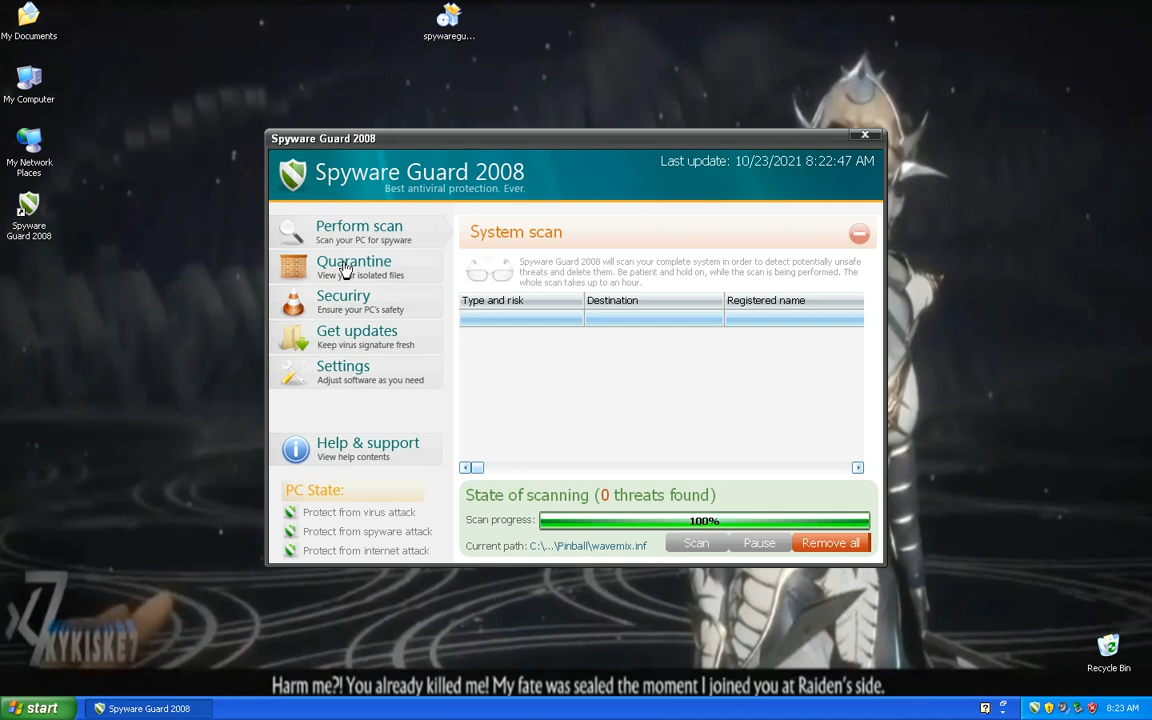 My Documents
spywaregu...
My Computer
My Network
Places
Spyware
Guard 2008
Spyware Guard 2008
Spyware Guard 2008
Best antiviral protection. Ever.
Last update: 10/23/2021 8:22:47 AM
Perform scan
Scan your PC for spyware
Quarantine
View your isolated files
Securiry
Ensure your PC's safety
Get updates
Keep virus signature fresh
Settings
Adjust software as you need
Help & support
View help contents
PC State:
Protect from virus attack
Protect from spyware attack
Protect from internet attack
System scan
Spyware Guard 2008 will scan your complete system in order to detect potentially unsafe
threats and delete them. Be patient and hold on, while the scan is being performed. The
whole scan takes up to an hour.
Type and risk Destination Registered name
State of scanning (0 threats found)
Scan progress: 100%
Current path: C:\...\Pinball\wavemix.inf
Scan Pause Remove all
Recycle Bin
Harm me?! You already killed me! My fate was sealed the moment I joined you at Raiden's side.
start Spyware Guard 2008 8:23 AM